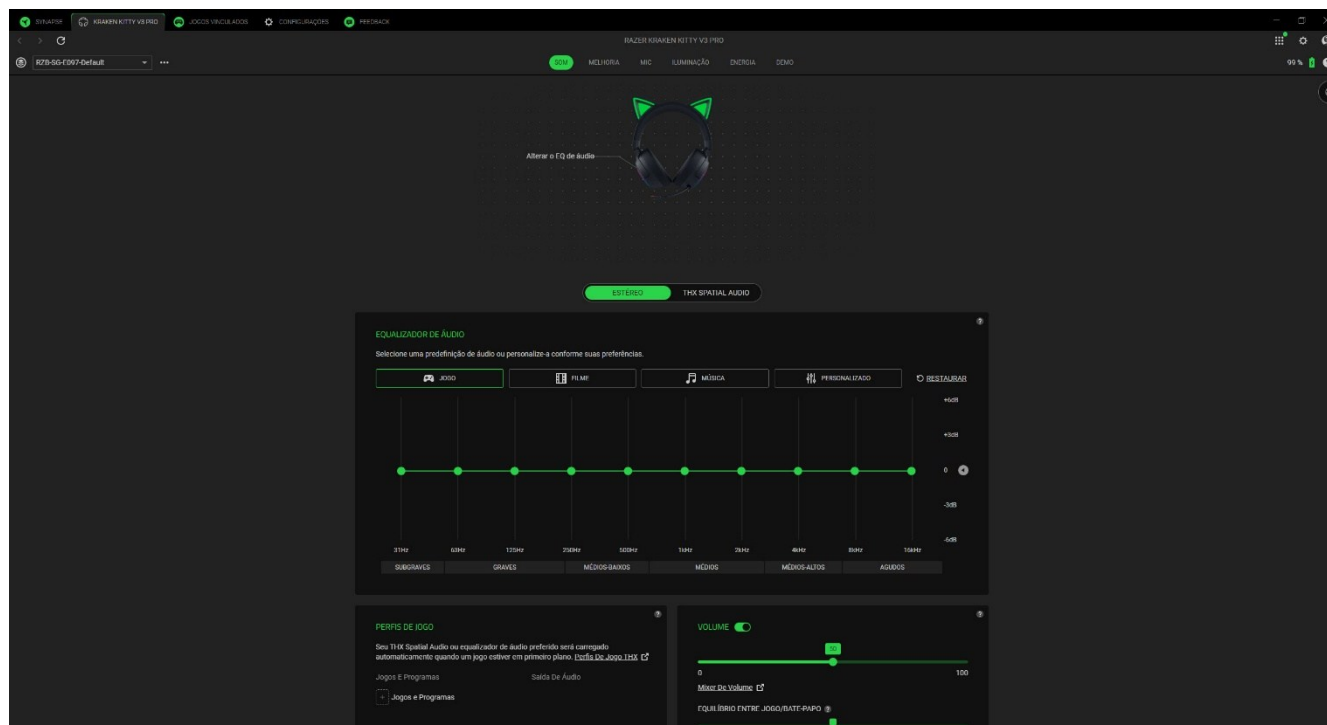 SYNAPSE KRAKEN KITTY V3 PRO JOGOS VINCULADOS CONFIGURAÇÕES FEEDBACK
RAZER KRAKEN KITTY V3 PRO
RZB-SG-E097-Default SOM MELHORIA MIC ILUMINAÇÃO ENERGIA DEMO 99 %
Alterar o EQ de áudio
ESTÉREO THX SPATIAL AUDIO
EQUALIZADOR DE ÁUDIO
Selecione uma predefinição de áudio ou personalize-a conforme suas preferências.
JOGO FILME MÚSICA PERSONALIZADO RESTAURAR
+6dB
+3dB
0
-3dB
-6dB
31Hz 63Hz 125Hz 250Hz 500Hz 1kHz 2kHz 4kHz 8kHz 16kHz
SUBGRAVES GRAVES MÉDIOS-BAIXOS MÉDIOS MÉDIOS-ALTOS AGUDOS
PERFIS DE JOGO
Seu THX Spatial Audio ou equalizador de áudio preferido será carregado
automaticamente quando um jogo estiver em primeiro plano. Perfis De Jogo THX
Jogos E Programas Saída De Áudio
+ Jogos e Programas
VOLUME
50
0 100
Mixer De Volume
EQUILÍBRIO ENTRE JOGO/BATE-PAPO